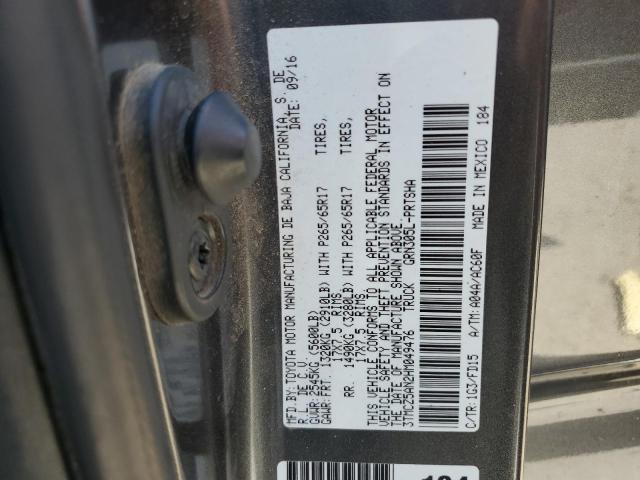 MFD.BY: TOYOTA MOTOR MANUFACTURING DE BAJA CALIFORNIA, S. DE
R.L. DE C.V. DATE: 09/16
GVWR: 2545KG (5600LB)
GAWR: FRT. 1320KG (2910LB) WITH P265/65R17 TIRES,
17X7.5 RIMS
RR. 1490KG (3280LB) WITH P265/65R17 TIRES,
17X7.5 RIMS
THIS VEHICLE CONFORMS TO ALL APPLICABLE FEDERAL MOTOR
VEHICLE SAFETY AND THEFT PREVENTION STANDARDS IN EFFECT ON
THE DATE OF MANUFACTURE SHOWN ABOVE.
3TMCZ5AN2HM049476 TRUCK GRN305L-PRTSHA
184
C/TR: 1G3/FD15 A/TM: A04A/AC60F MADE IN MEXICO